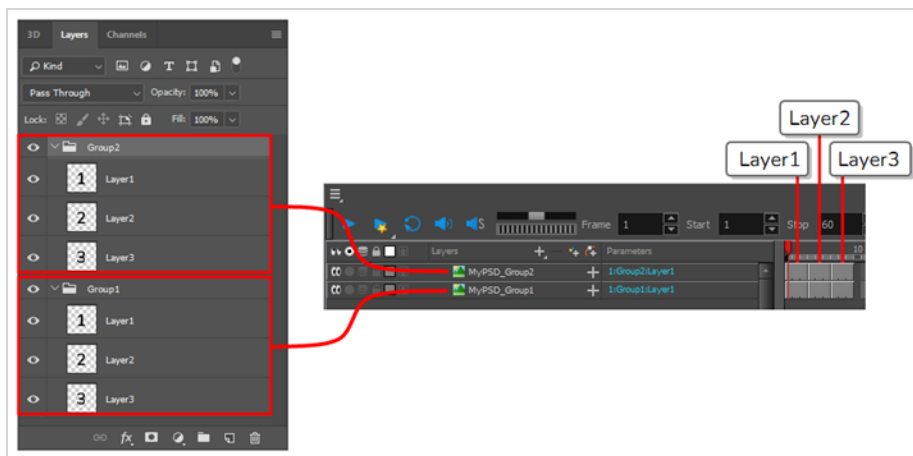 3D Layers Channels
Kind
Pass Through Opacity: 100%
Lock: Fill: 100%
Group2
1 Layer1
2 Layer2
3 Layer3
Group1
1 Layer1
2 Layer2
3 Layer3
fx
Layer2
Layer1 Layer3
S Frame 1 Start 1 Stop 60
Layers Parameters 10
MyPSD_Group2 1:Group2:Layer1
MyPSD_Group1 1:Group1:Layer1